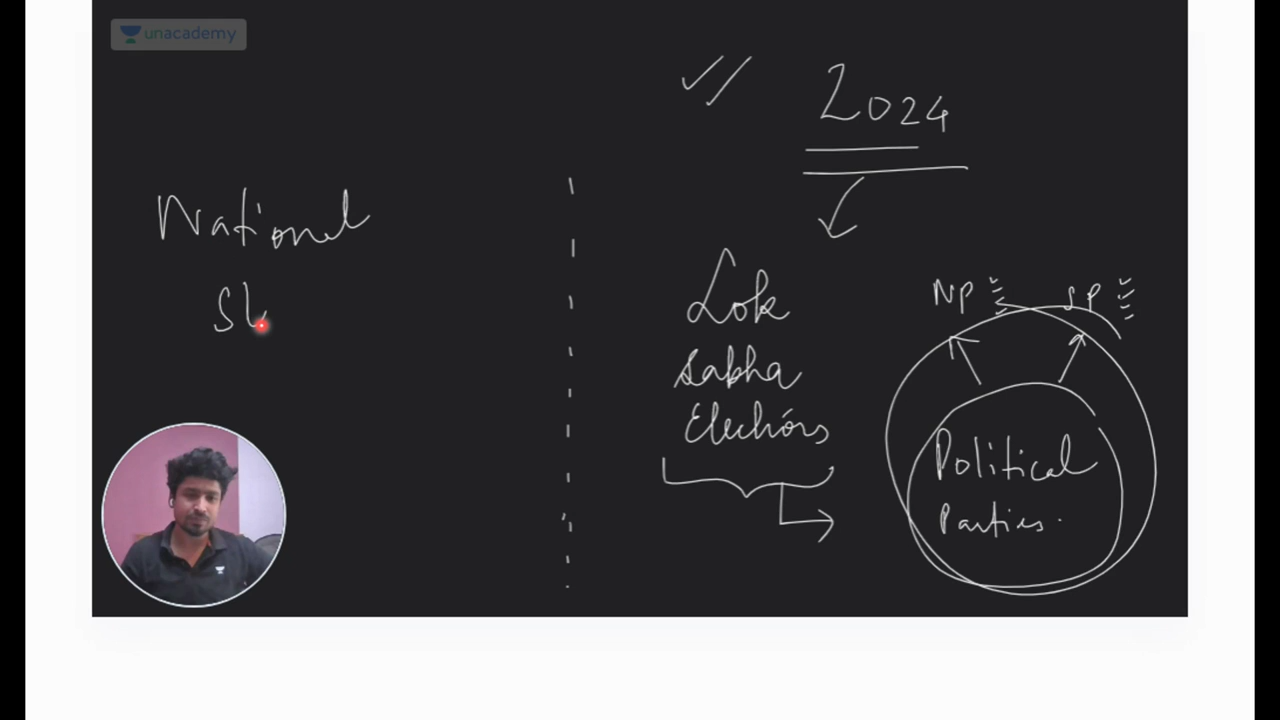 unacademy
2024
National
Lok
Sabha
Elections
NP SP
Political
Parties.